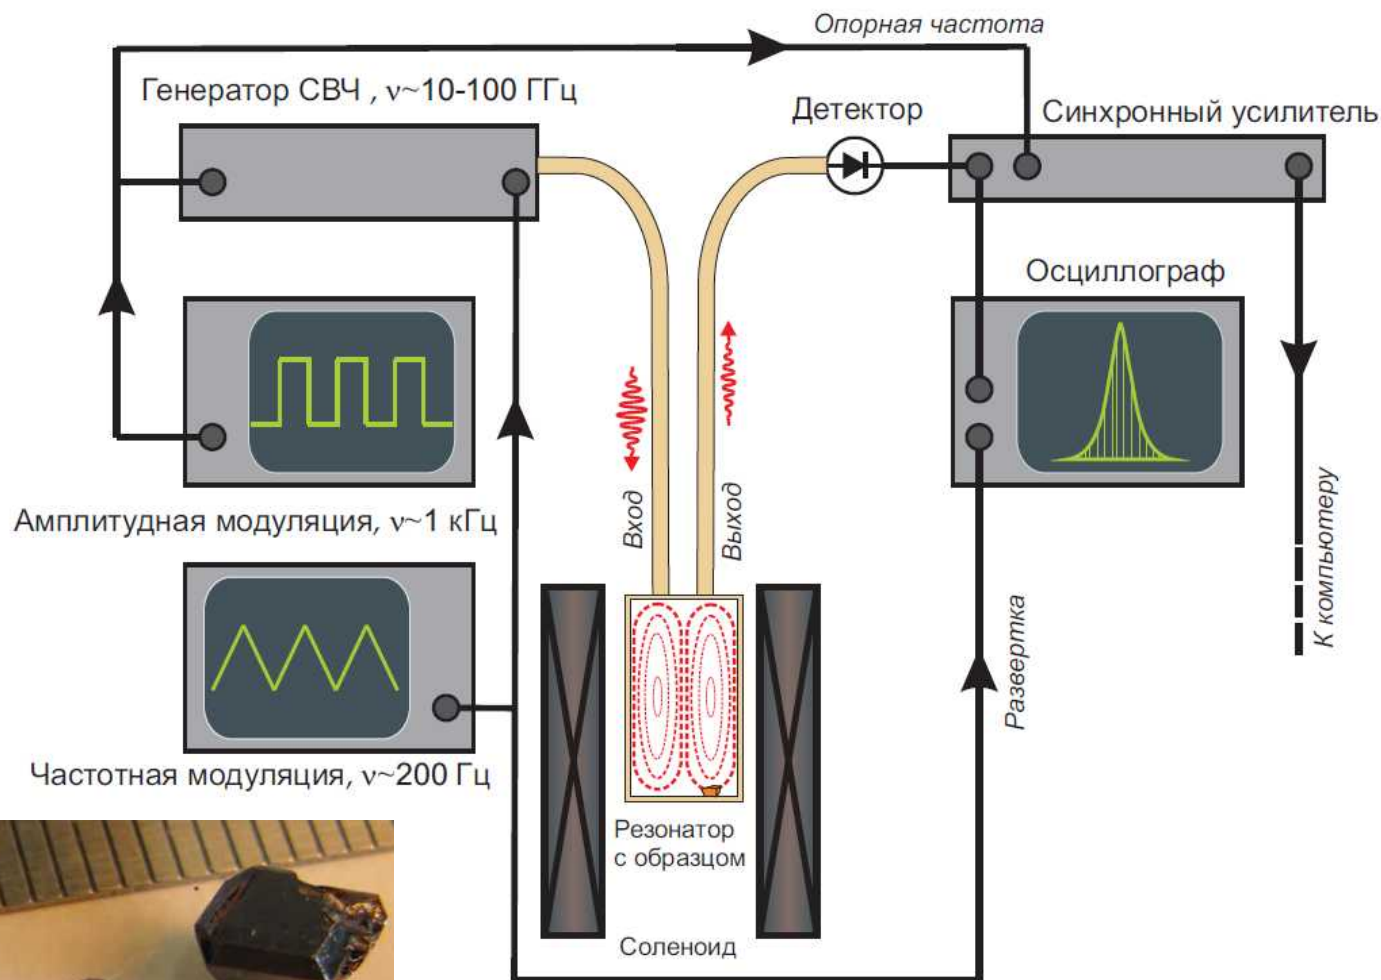 Опорная частота
Генератор СВЧ , ν~10-100 ГГц
Детектор
Синхронный усилитель
Осциллограф
Амплитудная модуляция, ν~1 кГц
Вход
Выход
К компьютеру
Развертка
Частотная модуляция, ν~200 Гц
Резонатор
с образцом
Соленоид